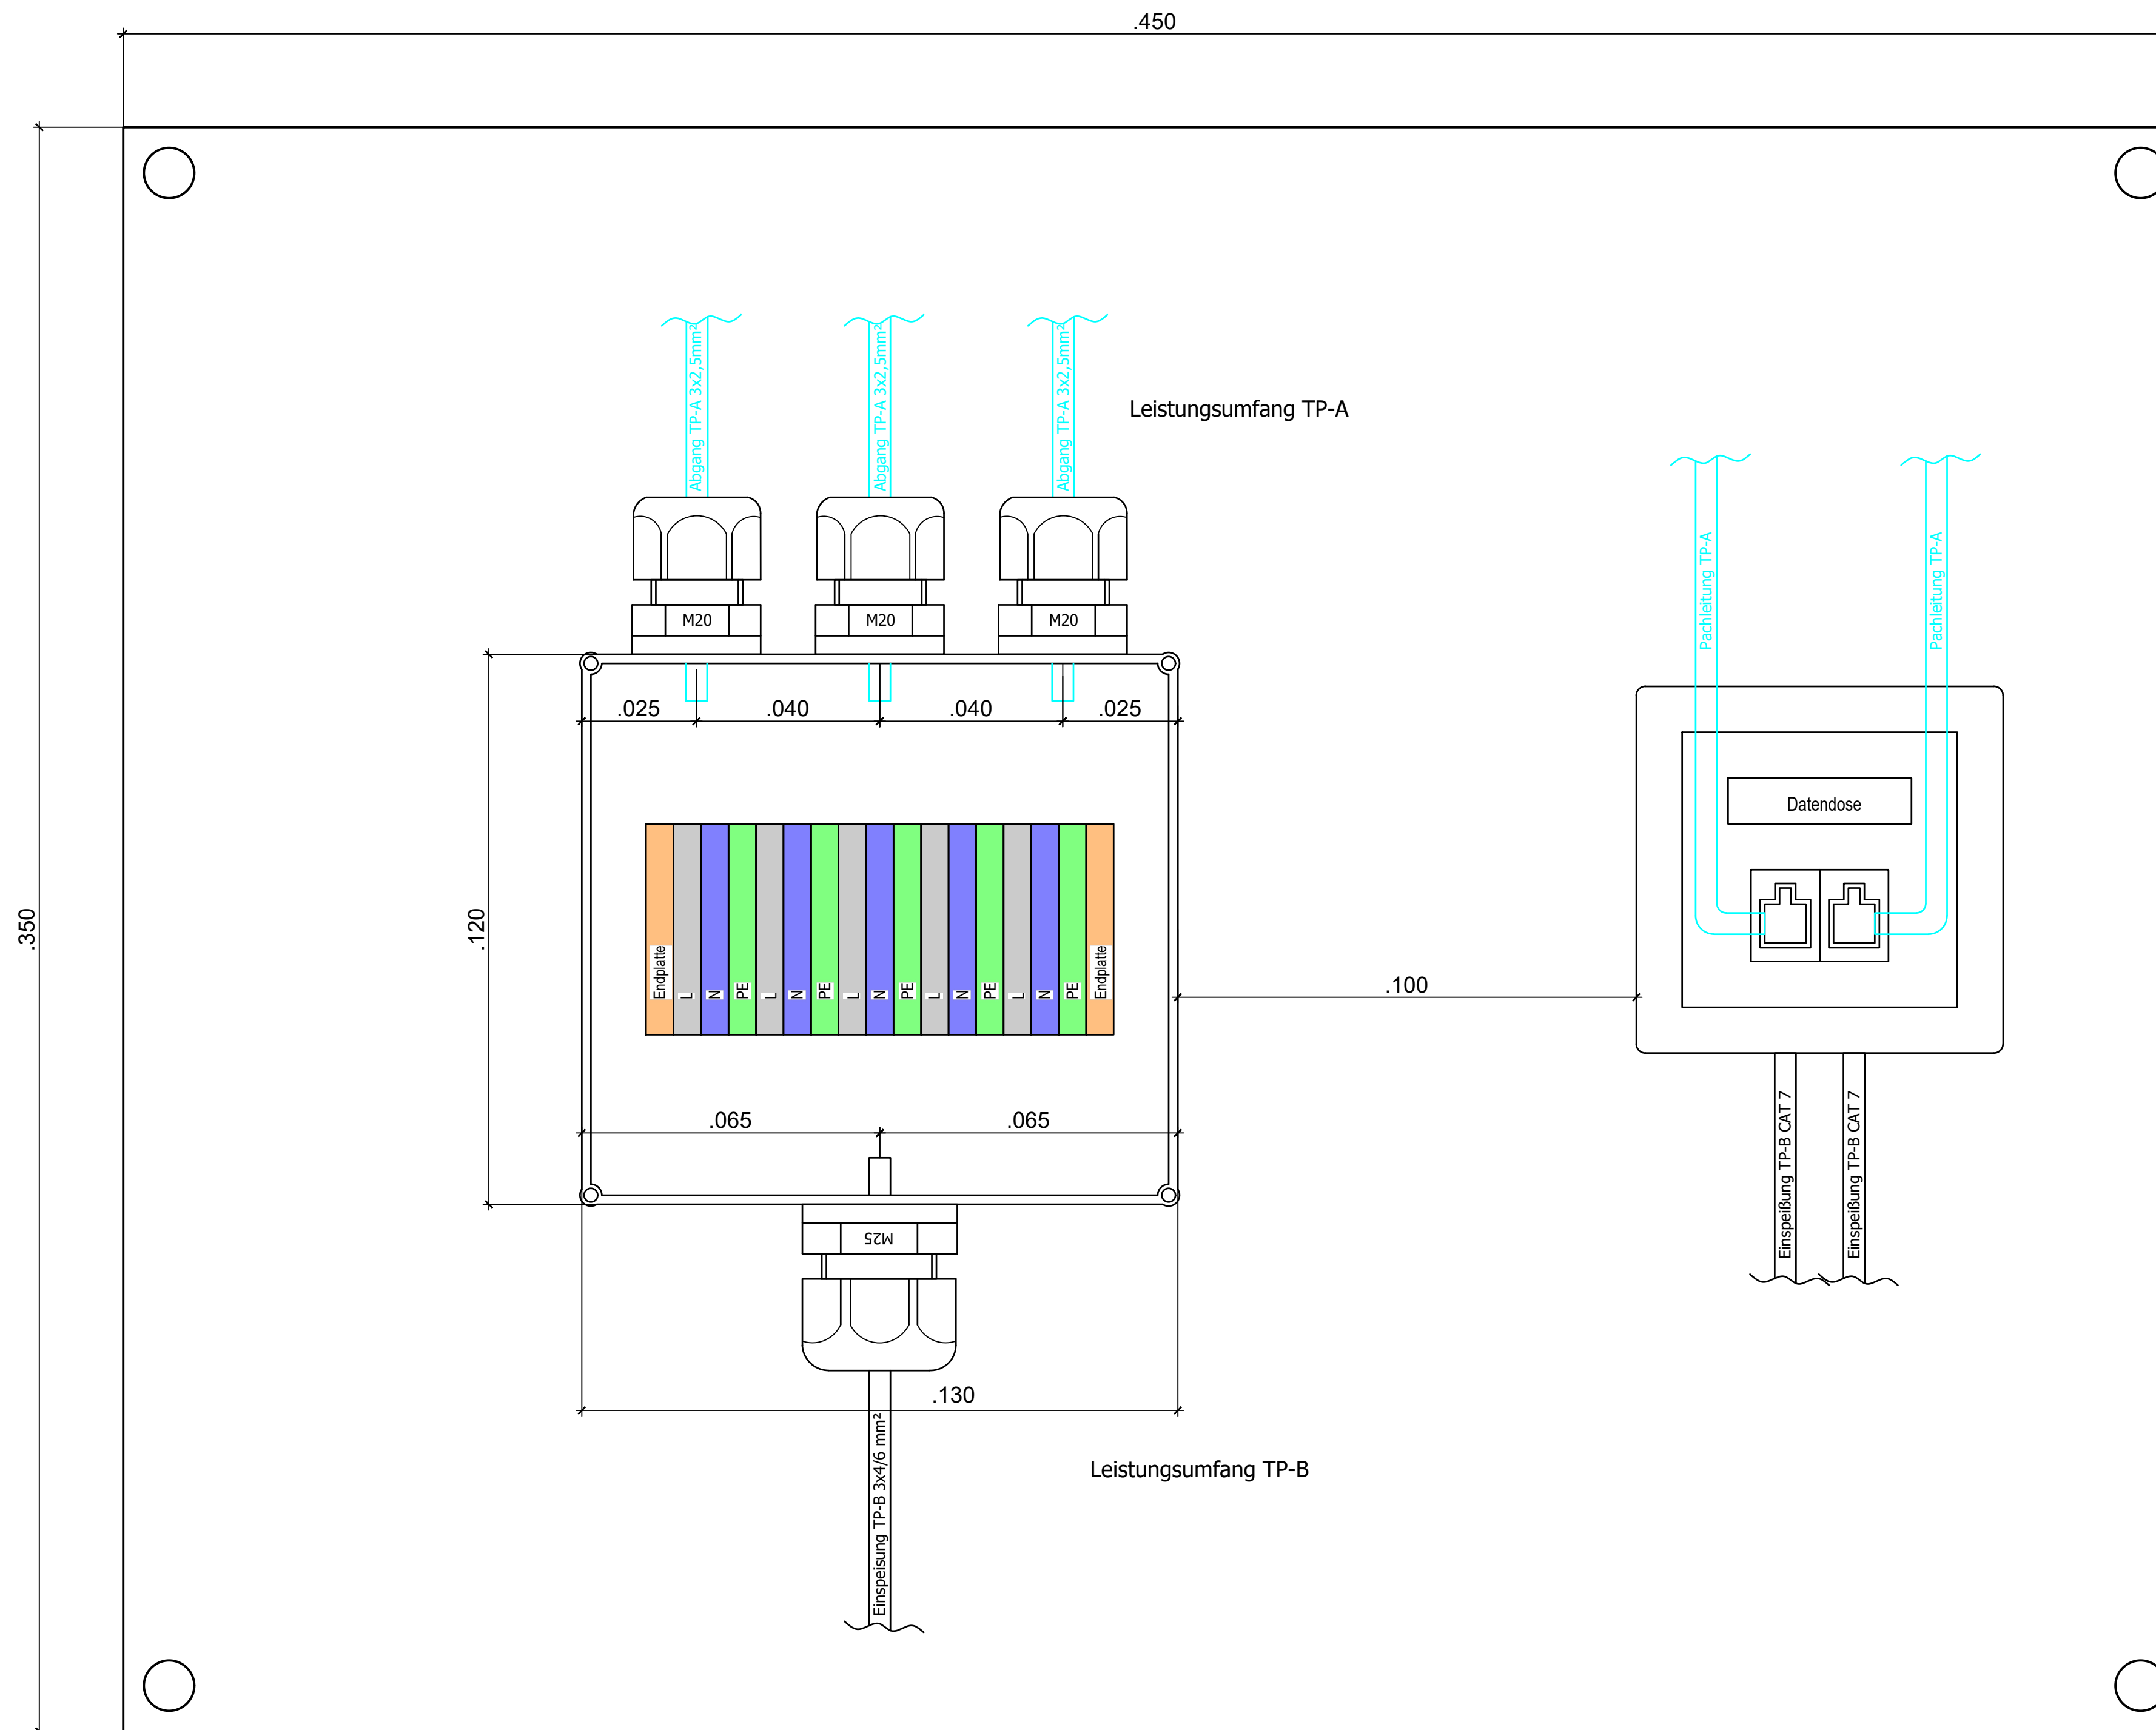 .450
Abgang TP-A 3x2,5mm²
Abgang TP-A 3x2,5mm²
Abgang TP-A 3x2,5mm²
Leistungsumfang TP-A
Pachleitung TP-A
Pachleitung TP-A
M20
M20
M20
.025
.040
.040
.025
Datendose
.350
.120
Endplatte
L
N
PE
L
N
PE
L
N
PE
L
N
PE
L
N
PE
Endplatte
.100
.065
.065
Einspeißung TP-B CAT 7
Einspeißung TP-B CAT 7
M25
.130
Einspeisung TP-B 3x4/6 mm²
Leistungsumfang TP-B